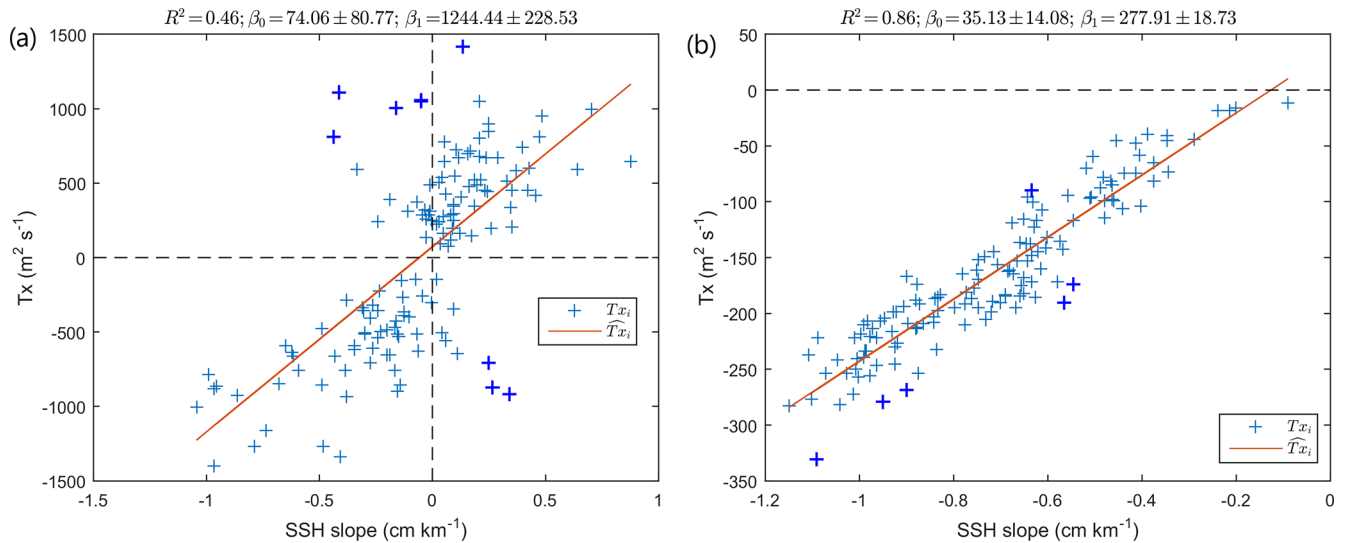 R² = 0.46; β₀ = 74.06 ± 80.77; β₁ = 1244.44 ± 228.53
(a)
1500
1000
500
0
-500
-1000
-1500
Tx (m² s⁻¹)
Txᵢ
T̂xᵢ
-1.5
-1
-0.5
0
0.5
1
SSH slope (cm km⁻¹)
R² = 0.86; β₀ = 35.13 ± 14.08; β₁ = 277.91 ± 18.73
(b)
50
0
-50
-100
-150
-200
-250
-300
-350
Tx (m² s⁻¹)
Txᵢ
T̂xᵢ
-1.2
-1
-0.8
-0.6
-0.4
-0.2
0
SSH slope (cm km⁻¹)